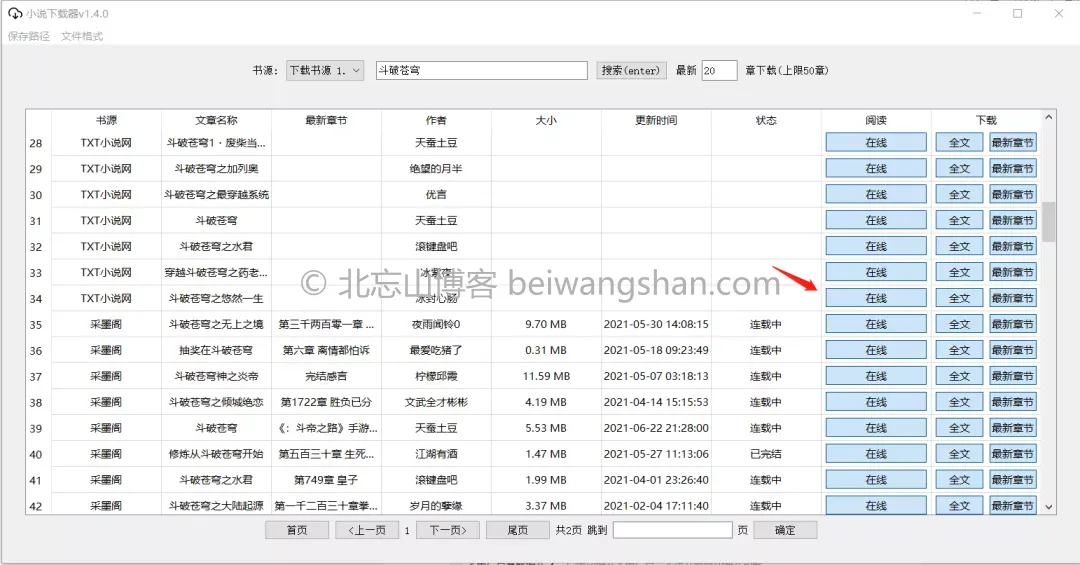 小说下载器v1.4.0
保存路径 文件格式
书源: 下载书源 1. 斗破苍穹 搜索(enter) 最新 20 章下载(上限50章)
书源 文章名称 最新章节 作者 大小 更新时间 状态 阅读 下载
28 TXT小说网 斗破苍穹1·废柴当... 天蚕土豆 在线 全文 最新章节
29 TXT小说网 斗破苍穹之加列奥 绝望的月半 在线 全文 最新章节
30 TXT小说网 斗破苍穹之最穿越系统 优言 在线 全文 最新章节
31 TXT小说网 斗破苍穹 天蚕土豆 在线 全文 最新章节
32 TXT小说网 斗破苍穹之水君 滚键盘吧 在线 全文 最新章节
33 TXT小说网 穿越斗破苍穹之药老... 冰紫夜 在线 全文 最新章节
© 北忘山博客 beiwangshan.com
34 TXT小说网 斗破苍穹之悠然一生 冰封心肠 在线 全文 最新章节
35 采墨阁 斗破苍穹之无上之境 第三千两百零一章 ... 夜雨闻铃0 9.70 MB 2021-05-30 14:08:15 连载中 在线 全文 最新章节
36 采墨阁 抽奖在斗破苍穹 第六章 离情都怕诉 最爱吃猪了 0.31 MB 2021-05-18 09:23:49 连载中 在线 全文 最新章节
37 采墨阁 斗破苍穹神之炎帝 完结感言 柠檬邱霞 11.59 MB 2021-05-07 03:18:13 连载中 在线 全文 最新章节
38 采墨阁 斗破苍穹之倾城绝恋 第1722章 胜负已分 文武全才彬彬 4.19 MB 2021-04-14 15:15:53 连载中 在线 全文 最新章节
39 采墨阁 斗破苍穹 《：斗帝之路》手游... 天蚕土豆 5.53 MB 2021-06-22 21:28:00 连载中 在线 全文 最新章节
40 采墨阁 修炼从斗破苍穹开始 第五百三十章 生死... 江湖有酒 1.47 MB 2021-05-27 11:13:06 已完结 在线 全文 最新章节
41 采墨阁 斗破苍穹之水君 第749章 皇子 滚键盘吧 1.99 MB 2021-04-01 23:26:40 连载中 在线 全文 最新章节
42 采墨阁 斗破苍穹之大陆起源 第一千二百三十章拳... 岁月的孽缘 3.37 MB 2021-02-04 17:11:40 连载中 在线 全文 最新章节
首页 <上一页 1 下一页> 尾页 共2页 跳到 页 确定